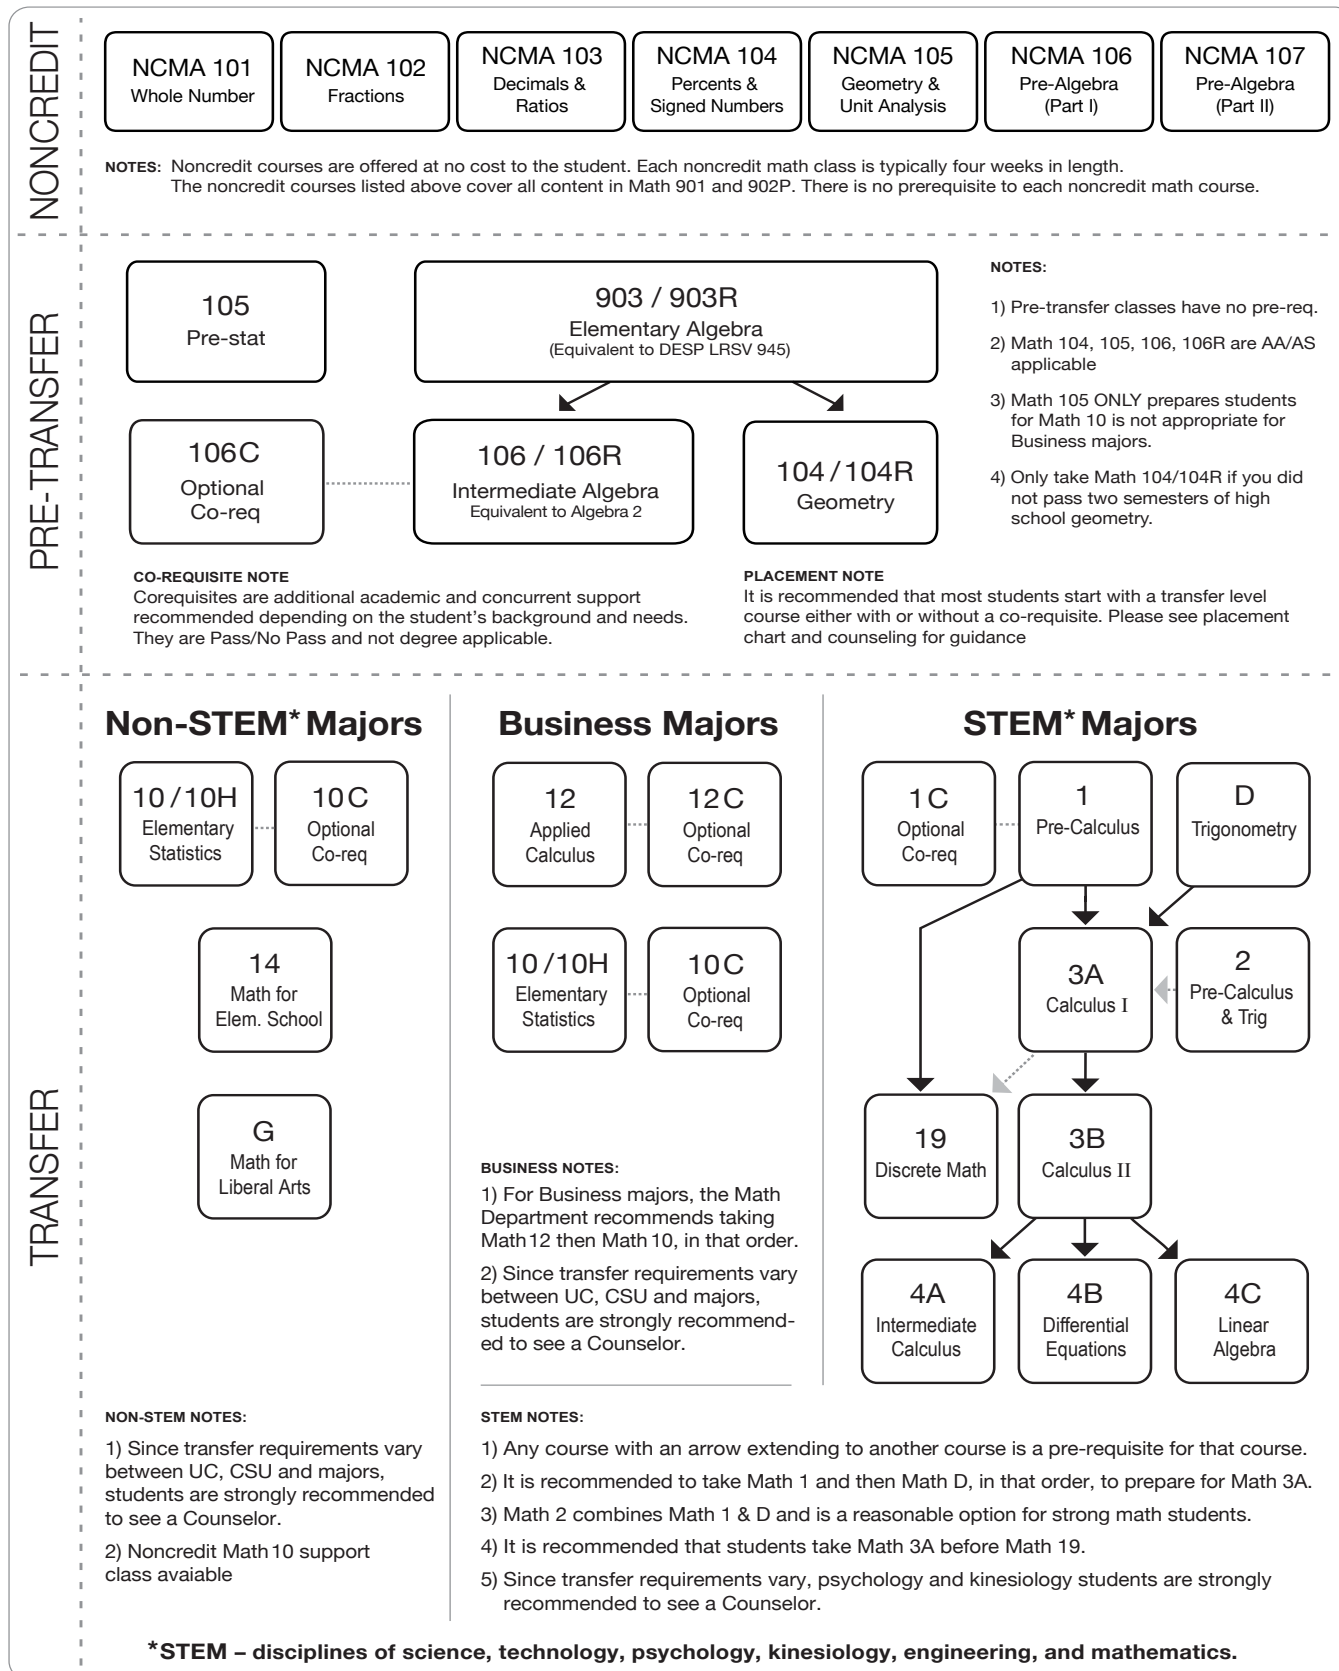 NONCREDIT
NCMA 101
Whole Number
NCMA 102
Fractions
NCMA 103
Decimals &
Ratios
NCMA 104
Percents &
Signed Numbers
NCMA 105
Geometry &
Unit Analysis
NCMA 106
Pre-Algebra
(Part I)
NCMA 107
Pre-Algebra
(Part II)
NOTES: Noncredit courses are offered at no cost to the student. Each noncredit math class is typically four weeks in length.
The noncredit courses listed above cover all content in Math 901 and 902P. There is no prerequisite to each noncredit math course.
PRE-TRANSFER
105
Pre-stat
903 / 903R
Elementary Algebra
(Equivalent to DESP LRSV 945)
106C
Optional
Co-req
106 / 106R
Intermediate Algebra
Equivalent to Algebra 2
104/104R
Geometry
NOTES:
1) Pre-transfer classes have no pre-req.
2) Math 104, 105, 106, 106R are AA/AS
applicable
3) Math 105 ONLY prepares students
for Math 10 is not appropriate for
Business majors.
4) Only take Math 104/104R if you did
not pass two semesters of high
school geometry.
CO-REQUISITE NOTE
Corequisites are additional academic and concurrent support
recommended depending on the student's background and needs.
They are Pass/No Pass and not degree applicable.
PLACEMENT NOTE
It is recommended that most students start with a transfer level
course either with or without a co-requisite. Please see placement
chart and counseling for guidance
TRANSFER
Non-STEM* Majors
10/10H
Elementary
Statistics
10C
Optional
Co-req
14
Math for
Elem. School
G
Math for
Liberal Arts
NON-STEM NOTES:
1) Since transfer requirements vary
between UC, CSU and majors,
students are strongly recommended
to see a Counselor.
2) Noncredit Math 10 support
class avaiable
Business Majors
12
Applied
Calculus
12C
Optional
Co-req
10/10H
Elementary
Statistics
10C
Optional
Co-req
BUSINESS NOTES:
1) For Business majors, the Math
Department recommends taking
Math 12 then Math 10, in that order.
2) Since transfer requirements vary
between UC, CSU and majors,
students are strongly recommend-
ed to see a Counselor.
STEM* Majors
1C
Optional
Co-req
1
Pre-Calculus
D
Trigonometry
3A
Calculus I
2
Pre-Calculus
& Trig
19
Discrete Math
3B
Calculus II
4A
Intermediate
Calculus
4B
Differential
Equations
4C
Linear
Algebra
STEM NOTES:
1) Any course with an arrow extending to another course is a pre-requisite for that course.
2) It is recommended to take Math 1 and then Math D, in that order, to prepare for Math 3A.
3) Math 2 combines Math 1 & D and is a reasonable option for strong math students.
4) It is recommended that students take Math 3A before Math 19.
5) Since transfer requirements vary, psychology and kinesiology students are strongly
recommended to see a Counselor.
*STEM – disciplines of science, technology, psychology, kinesiology, engineering, and mathematics.